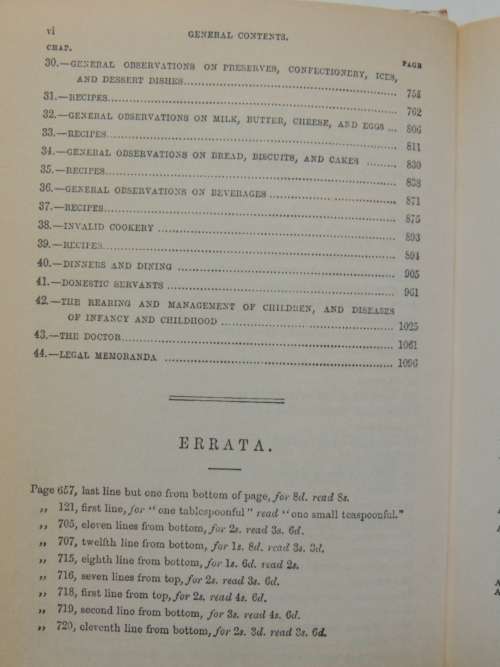 vi GENERAL CONTENTS.
CHAP. PAGE
30.—GENERAL OBSERVATIONS ON PRESERVES, CONFECTIONERY, ICES,
AND DESSERT DISHES 754
31.—RECIPES 762
32.—GENERAL OBSERVATIONS ON MILK, BUTTER, CHEESE, AND EGGS ... 806
33.—RECIPES 811
34.—GENERAL OBSERVATIONS ON BREAD, BISCUITS, AND CAKES 830
35.—RECIPES 838
36.—GENERAL OBSERVATIONS ON BEVERAGES 871
37.—RECIPES 875
38.—INVALID COOKERY 893
39.—RECIPES 894
40.—DINNERS AND DINING 905
41.—DOMESTIC SERVANTS 961
42.—THE REARING AND MANAGEMENT OF CHILDREN, AND DISEASES
OF INFANCY AND CHILDHOOD 1025
43.—THE DOCTOR 1061
44.—LEGAL MEMORANDA 1096
ERRATA.
Page 657, last line but one from bottom of page, for 8d. read 8s.
„ 121, first line, for "one tablespoonful" read "one small teaspoonful."
„ 705, eleven lines from bottom, for 2s. read 3s. 6d.
„ 707, twelfth line from bottom, for 1s. 8d. read 3s. 3d.
„ 715, eighth line from bottom, for 1s. 6d. read 2s.
„ 716, seven lines from top, for 2s. read 3s. 6d.
„ 718, first line from top, for 2s. read 4s. 6d.
„ 719, second line from bottom, for 3s. read 4s. 6d.
„ 720, eleventh line from bottom, for 2s. 3d. read 3s. 6d.